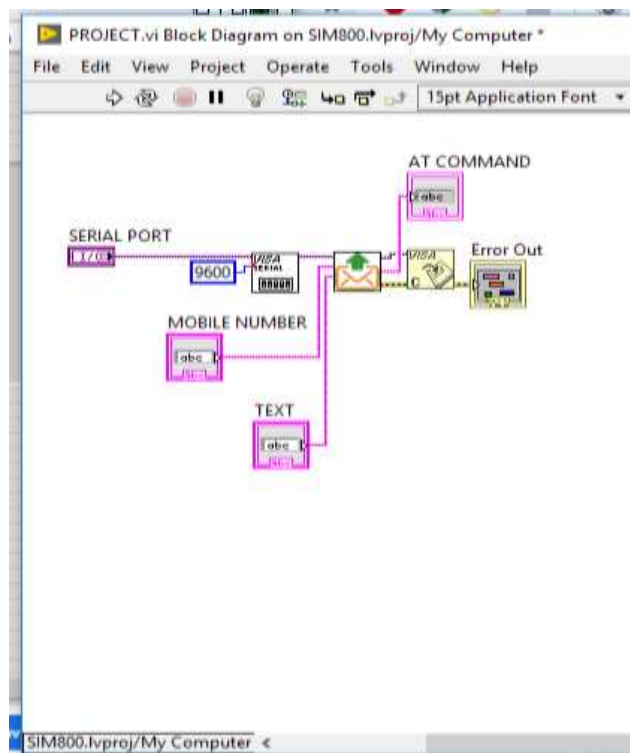 PROJECT.vi Block Diagram on SIM800.lvproj/My Computer *
File Edit View Project Operate Tools Window Help
15pt Application Font
AT COMMAND
abc
SERIAL PORT
I/O
VISA
SERIAL
9600
VISA
C
Error Out
MOBILE NUMBER
abc
TEXT
abc
SIM800.lvproj/My Computer <